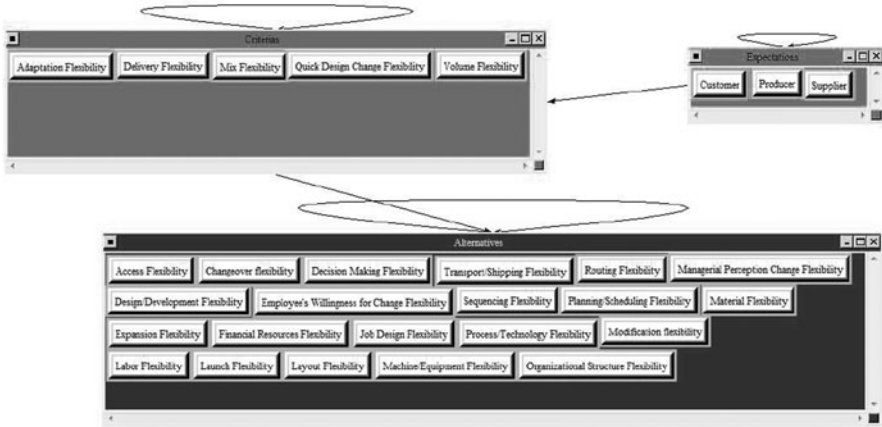 Criterias
Adaptation Flexibility Delivery Flexibility Mix Flexibility Quick Design Change Flexibility Volume Flexibility
Expectations
Customer Producer Supplier
Alternatives
Access Flexibility Changeover flexibility Decision Making Flexibility Transport/Shipping Flexibility Routing Flexibility Managerial Perception Change Flexibility
Design/Development Flexibility Employee's Willingness for Change Flexibility Sequencing Flexibility Planning/Scheduling Flexibility Material Flexibility
Expansion Flexibility Financial Resources Flexibility Job Design Flexibility Process/Technology Flexibility Modification flexibility
Labor Flexibility Launch Flexibility Layout Flexibility Machine/Equipment Flexibility Organizational Structure Flexibility